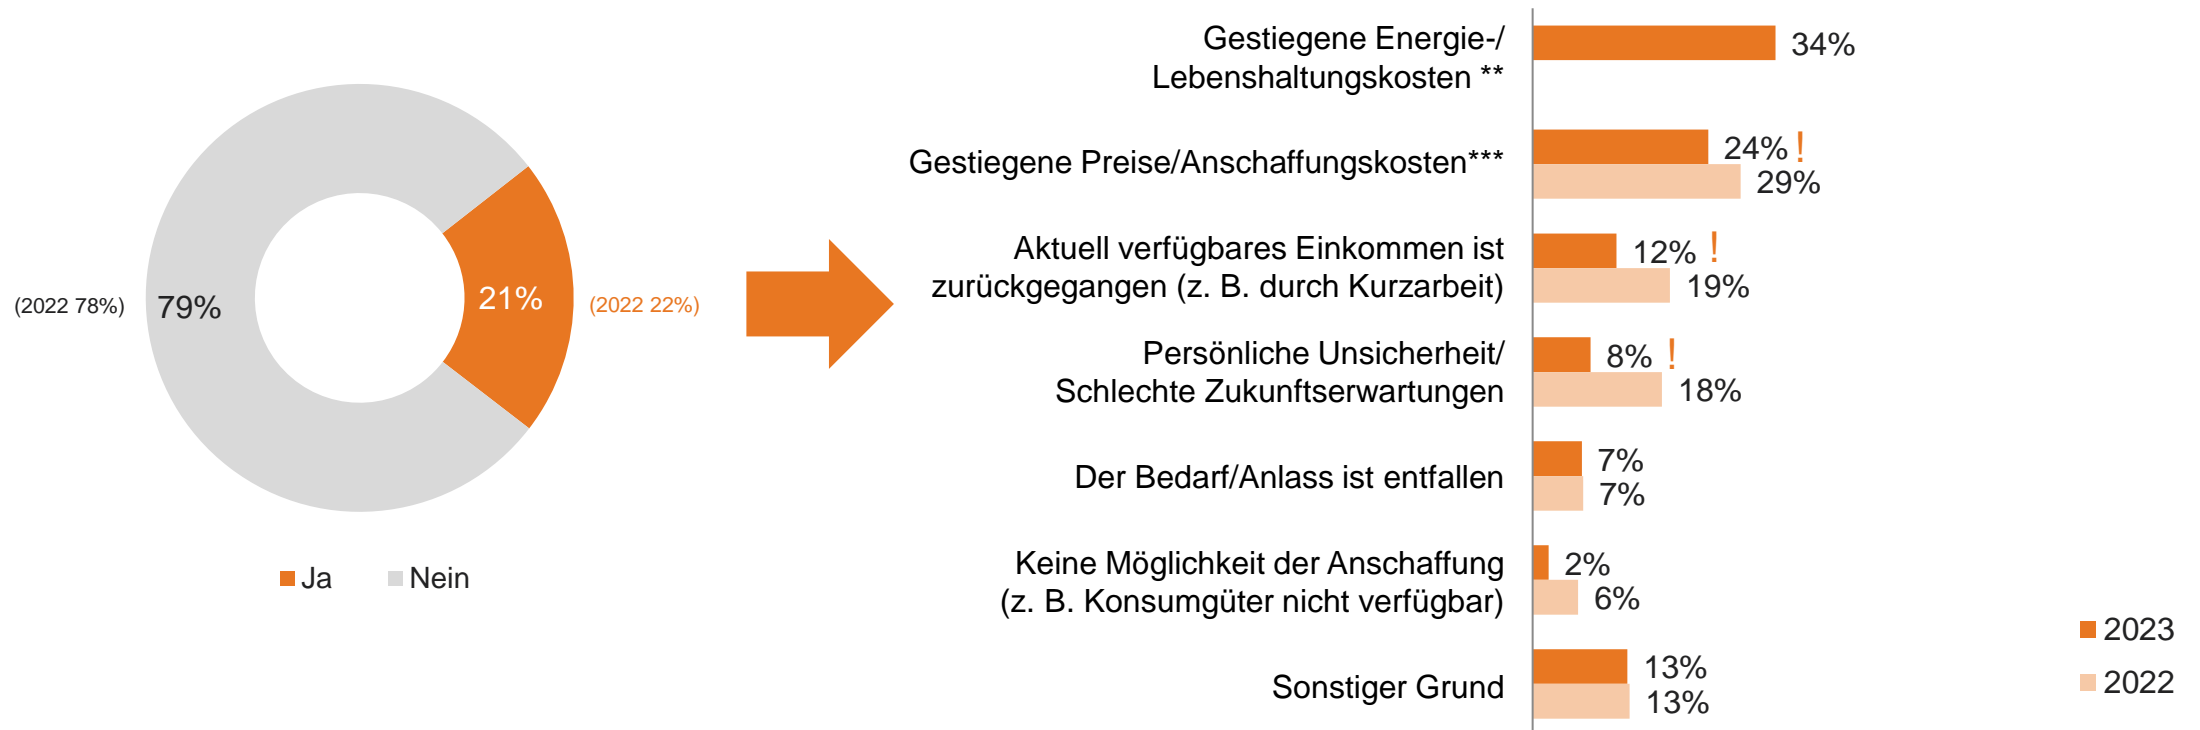 (2022 78%)
79%
21%
(2022 22%)
Ja
Nein
Gestiegene Energie-/
Lebenshaltungskosten **
34%
Gestiegene Preise/Anschaffungskosten***
24% !
29%
Aktuell verfügbares Einkommen ist
zurückgegangen (z. B. durch Kurzarbeit)
12% !
19%
Persönliche Unsicherheit/
Schlechte Zukunftserwartungen
8% !
18%
Der Bedarf/Anlass ist entfallen
7%
7%
Keine Möglichkeit der Anschaffung
(z. B. Konsumgüter nicht verfügbar)
2%
6%
Sonstiger Grund
13%
13%
2023
2022